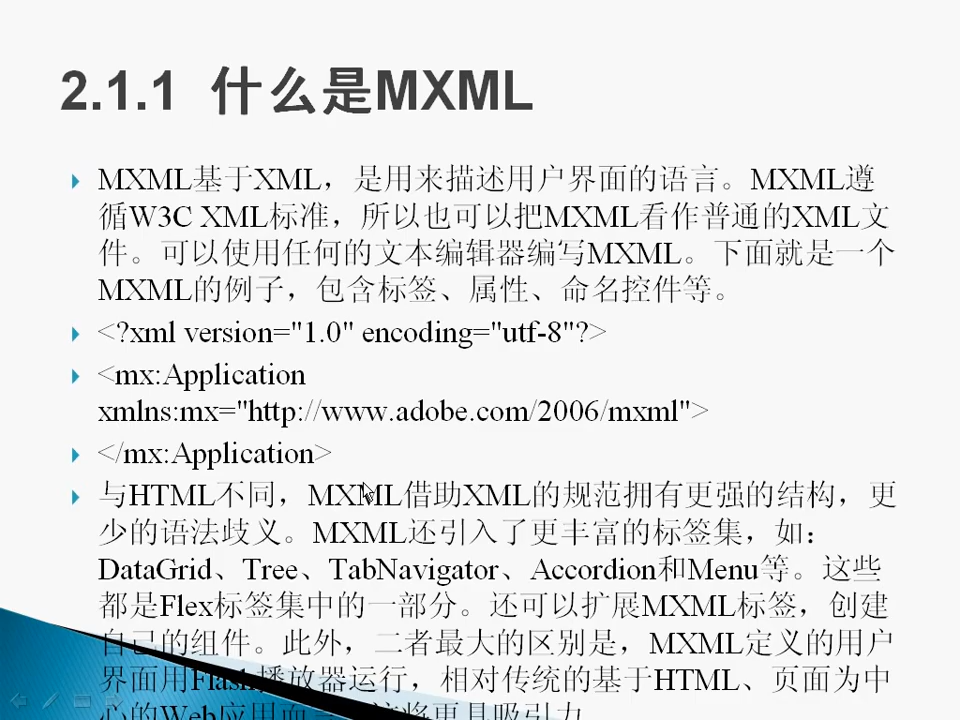 2.1.1 什么是MXML
MXML基于XML，是用来描述用户界面的语言。MXML遵
循W3C XML标准，所以也可以把MXML看作普通的XML文
件。可以使用任何的文本编辑器编写MXML。下面就是一个
MXML的例子，包含标签、属性、命名控件等。
<?xml version="1.0" encoding="utf-8"?>
<mx:Application
xmlns:mx="http://www.adobe.com/2006/mxml">
</mx:Application>
与HTML不同，MXML借助XML的规范拥有更强的结构，更
少的语法歧义。MXML还引入了更丰富的标签集，如：
DataGrid、Tree、TabNavigator、Accordion和Menu等。这些
都是Flex标签集中的一部分。还可以扩展MXML标签，创建
自己的组件。此外，二者最大的区别是，MXML定义的用户
界面用Flash播放器运行，相对传统的基于HTML、页面为中
心的Web应用而言，这将更具吸引力